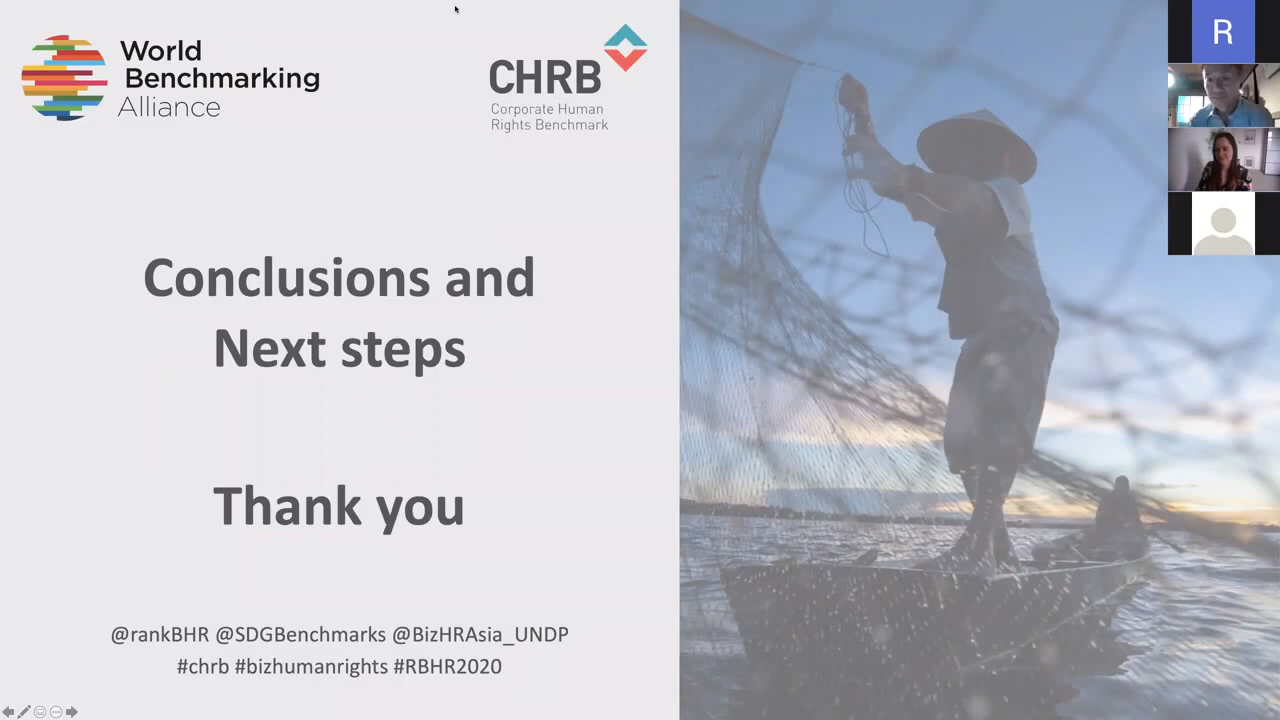 World
Benchmarking
Alliance
CHRB
Corporate Human
Rights Benchmark
Conclusions and
Next steps
Thank you
@rankBHR @SDGBenchmarks @BizHRAsia_UNDP
#chrb #bizhumanrights #RBHR2020
R